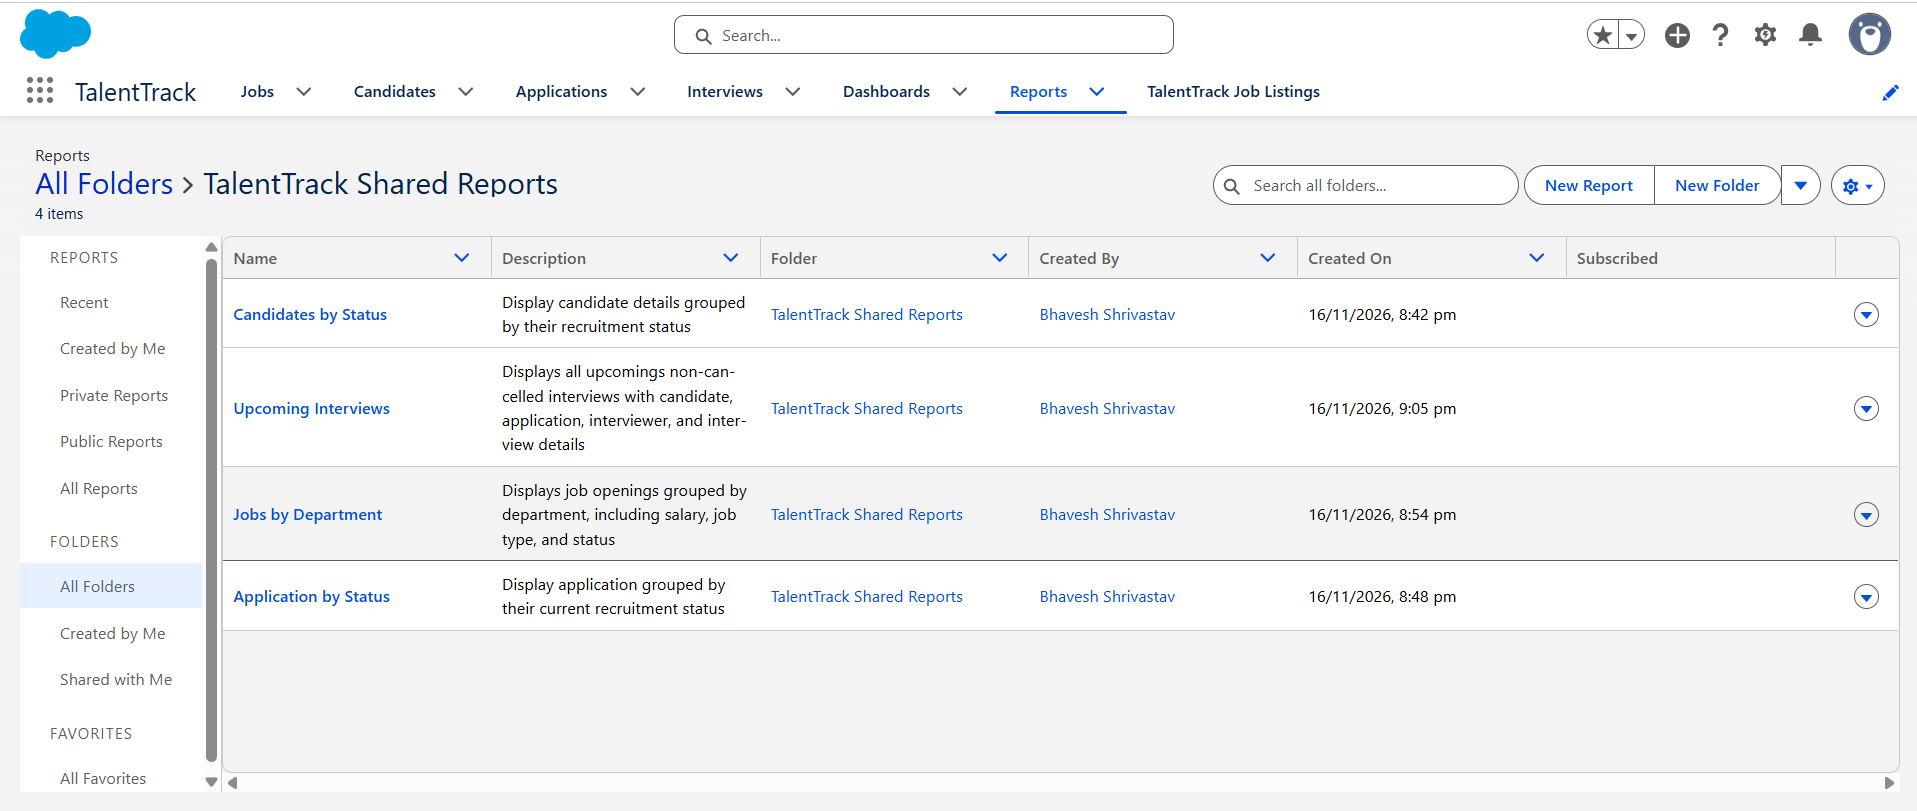 Search...
TalentTrack
Jobs
Candidates
Applications
Interviews
Dashboards
Reports
TalentTrack Job Listings
Reports
All Folders > TalentTrack Shared Reports
4 items
Search all folders...
New Report
New Folder
REPORTS
Recent
Created by Me
Private Reports
Public Reports
All Reports
FOLDERS
All Folders
Created by Me
Shared with Me
FAVORITES
All Favorites
Name
Description
Folder
Created By
Created On
Subscribed
Candidates by Status
Display candidate details grouped
by their recruitment status
TalentTrack Shared Reports
Bhavesh Shrivastav
16/11/2026, 8:42 pm
Upcoming Interviews
Displays all upcomings non-can-
celled interviews with candidate,
application, interviewer, and inter-
view details
TalentTrack Shared Reports
Bhavesh Shrivastav
16/11/2026, 9:05 pm
Jobs by Department
Displays job openings grouped by
department, including salary, job
type, and status
TalentTrack Shared Reports
Bhavesh Shrivastav
16/11/2026, 8:54 pm
Application by Status
Display application grouped by
their current recruitment status
TalentTrack Shared Reports
Bhavesh Shrivastav
16/11/2026, 8:48 pm